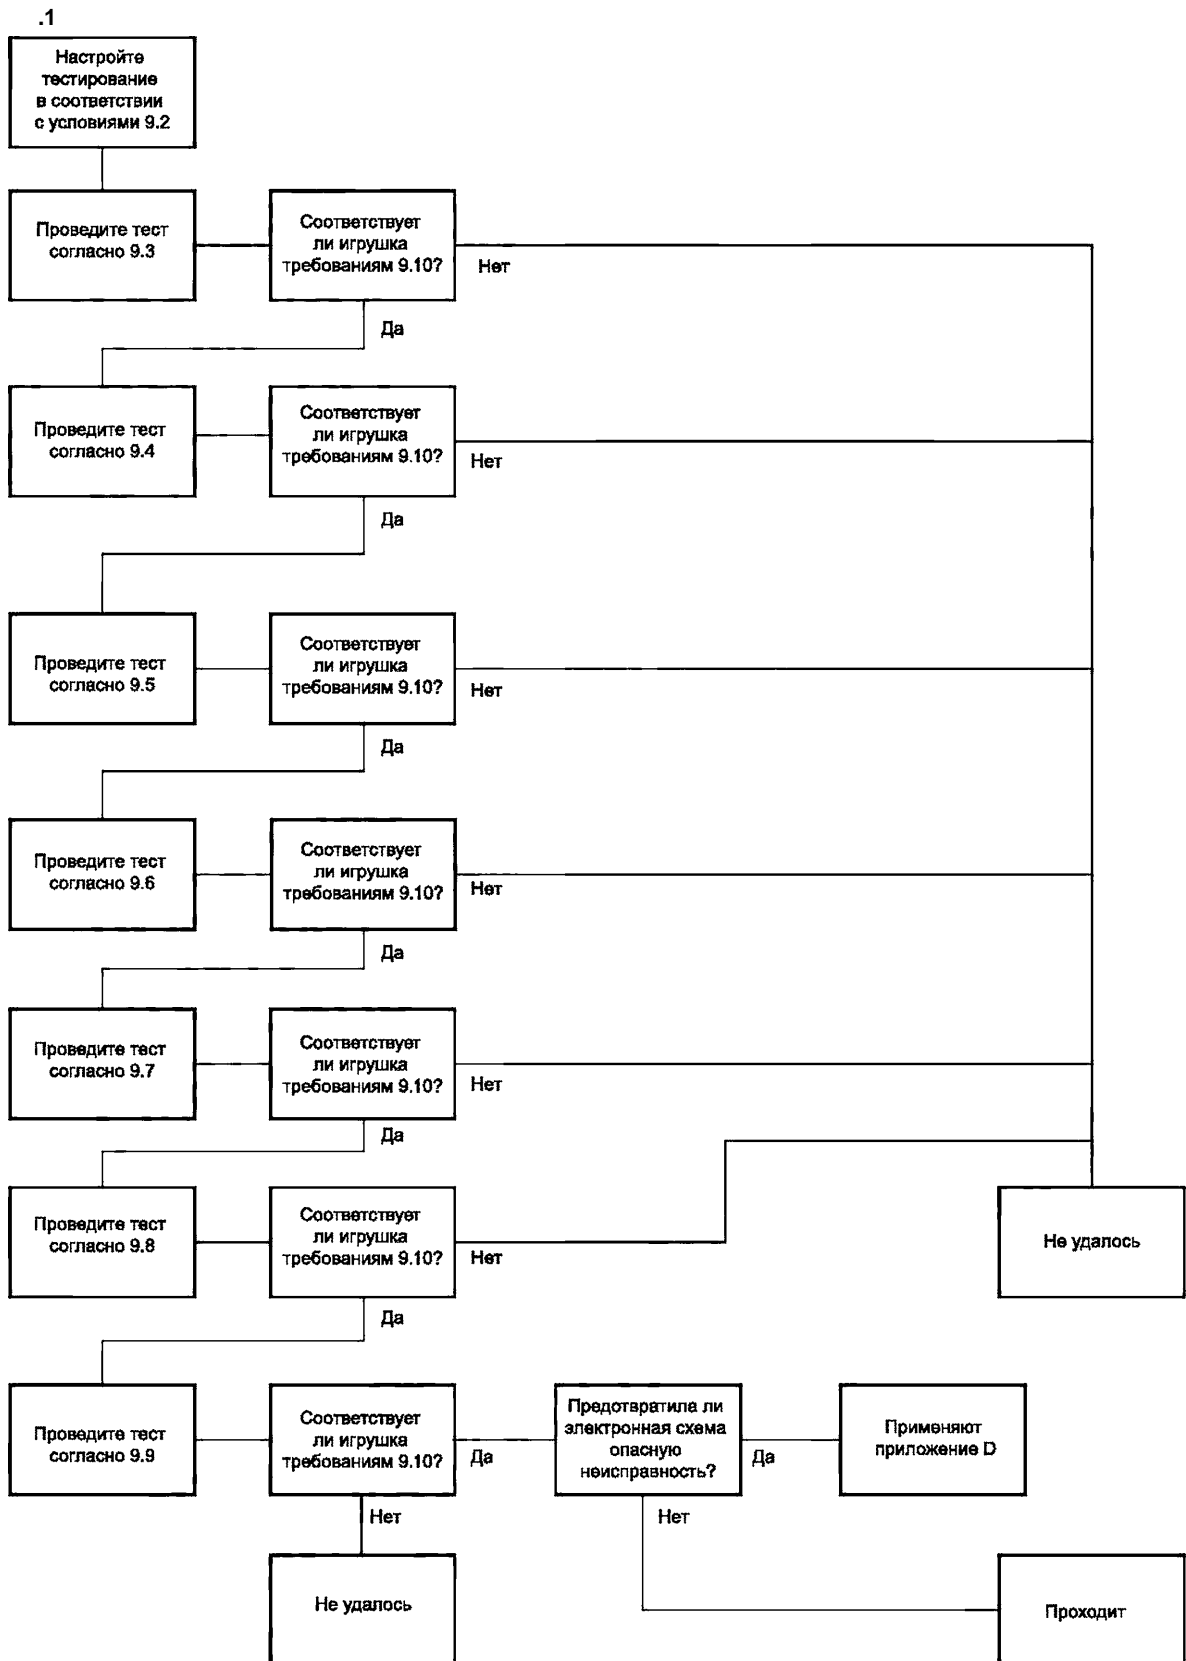 .1
Настройте
тестирование
в соответствии
с условиями 9.2
Проведите тест
согласно 9.3
Соответствует
ли игрушка
требованиям 9.10?
Нет
Да
Проведите тест
согласно 9.4
Соответствует
ли игрушка
требованиям 9.10?
Нет
Да
Проведите тест
согласно 9.5
Соответствует
ли игрушка
требованиям 9.10?
Нет
Да
Проведите тест
согласно 9.6
Соответствует
ли игрушка
требованиям 9.10?
Нет
Да
Проведите тест
согласно 9.7
Соответствует
ли игрушка
требованиям 9.10?
Нет
Да
Проведите тест
согласно 9.8
Соответствует
ли игрушка
требованиям 9.10?
Нет
Не удалось
Да
Проведите тест
согласно 9.9
Соответствует
ли игрушка
требованиям 9.10?
Да
Предотвратила ли
электронная схема
опасную
неисправность?
Да
Применяют
приложение D
Нет
Нет
Не удалось
Проходит